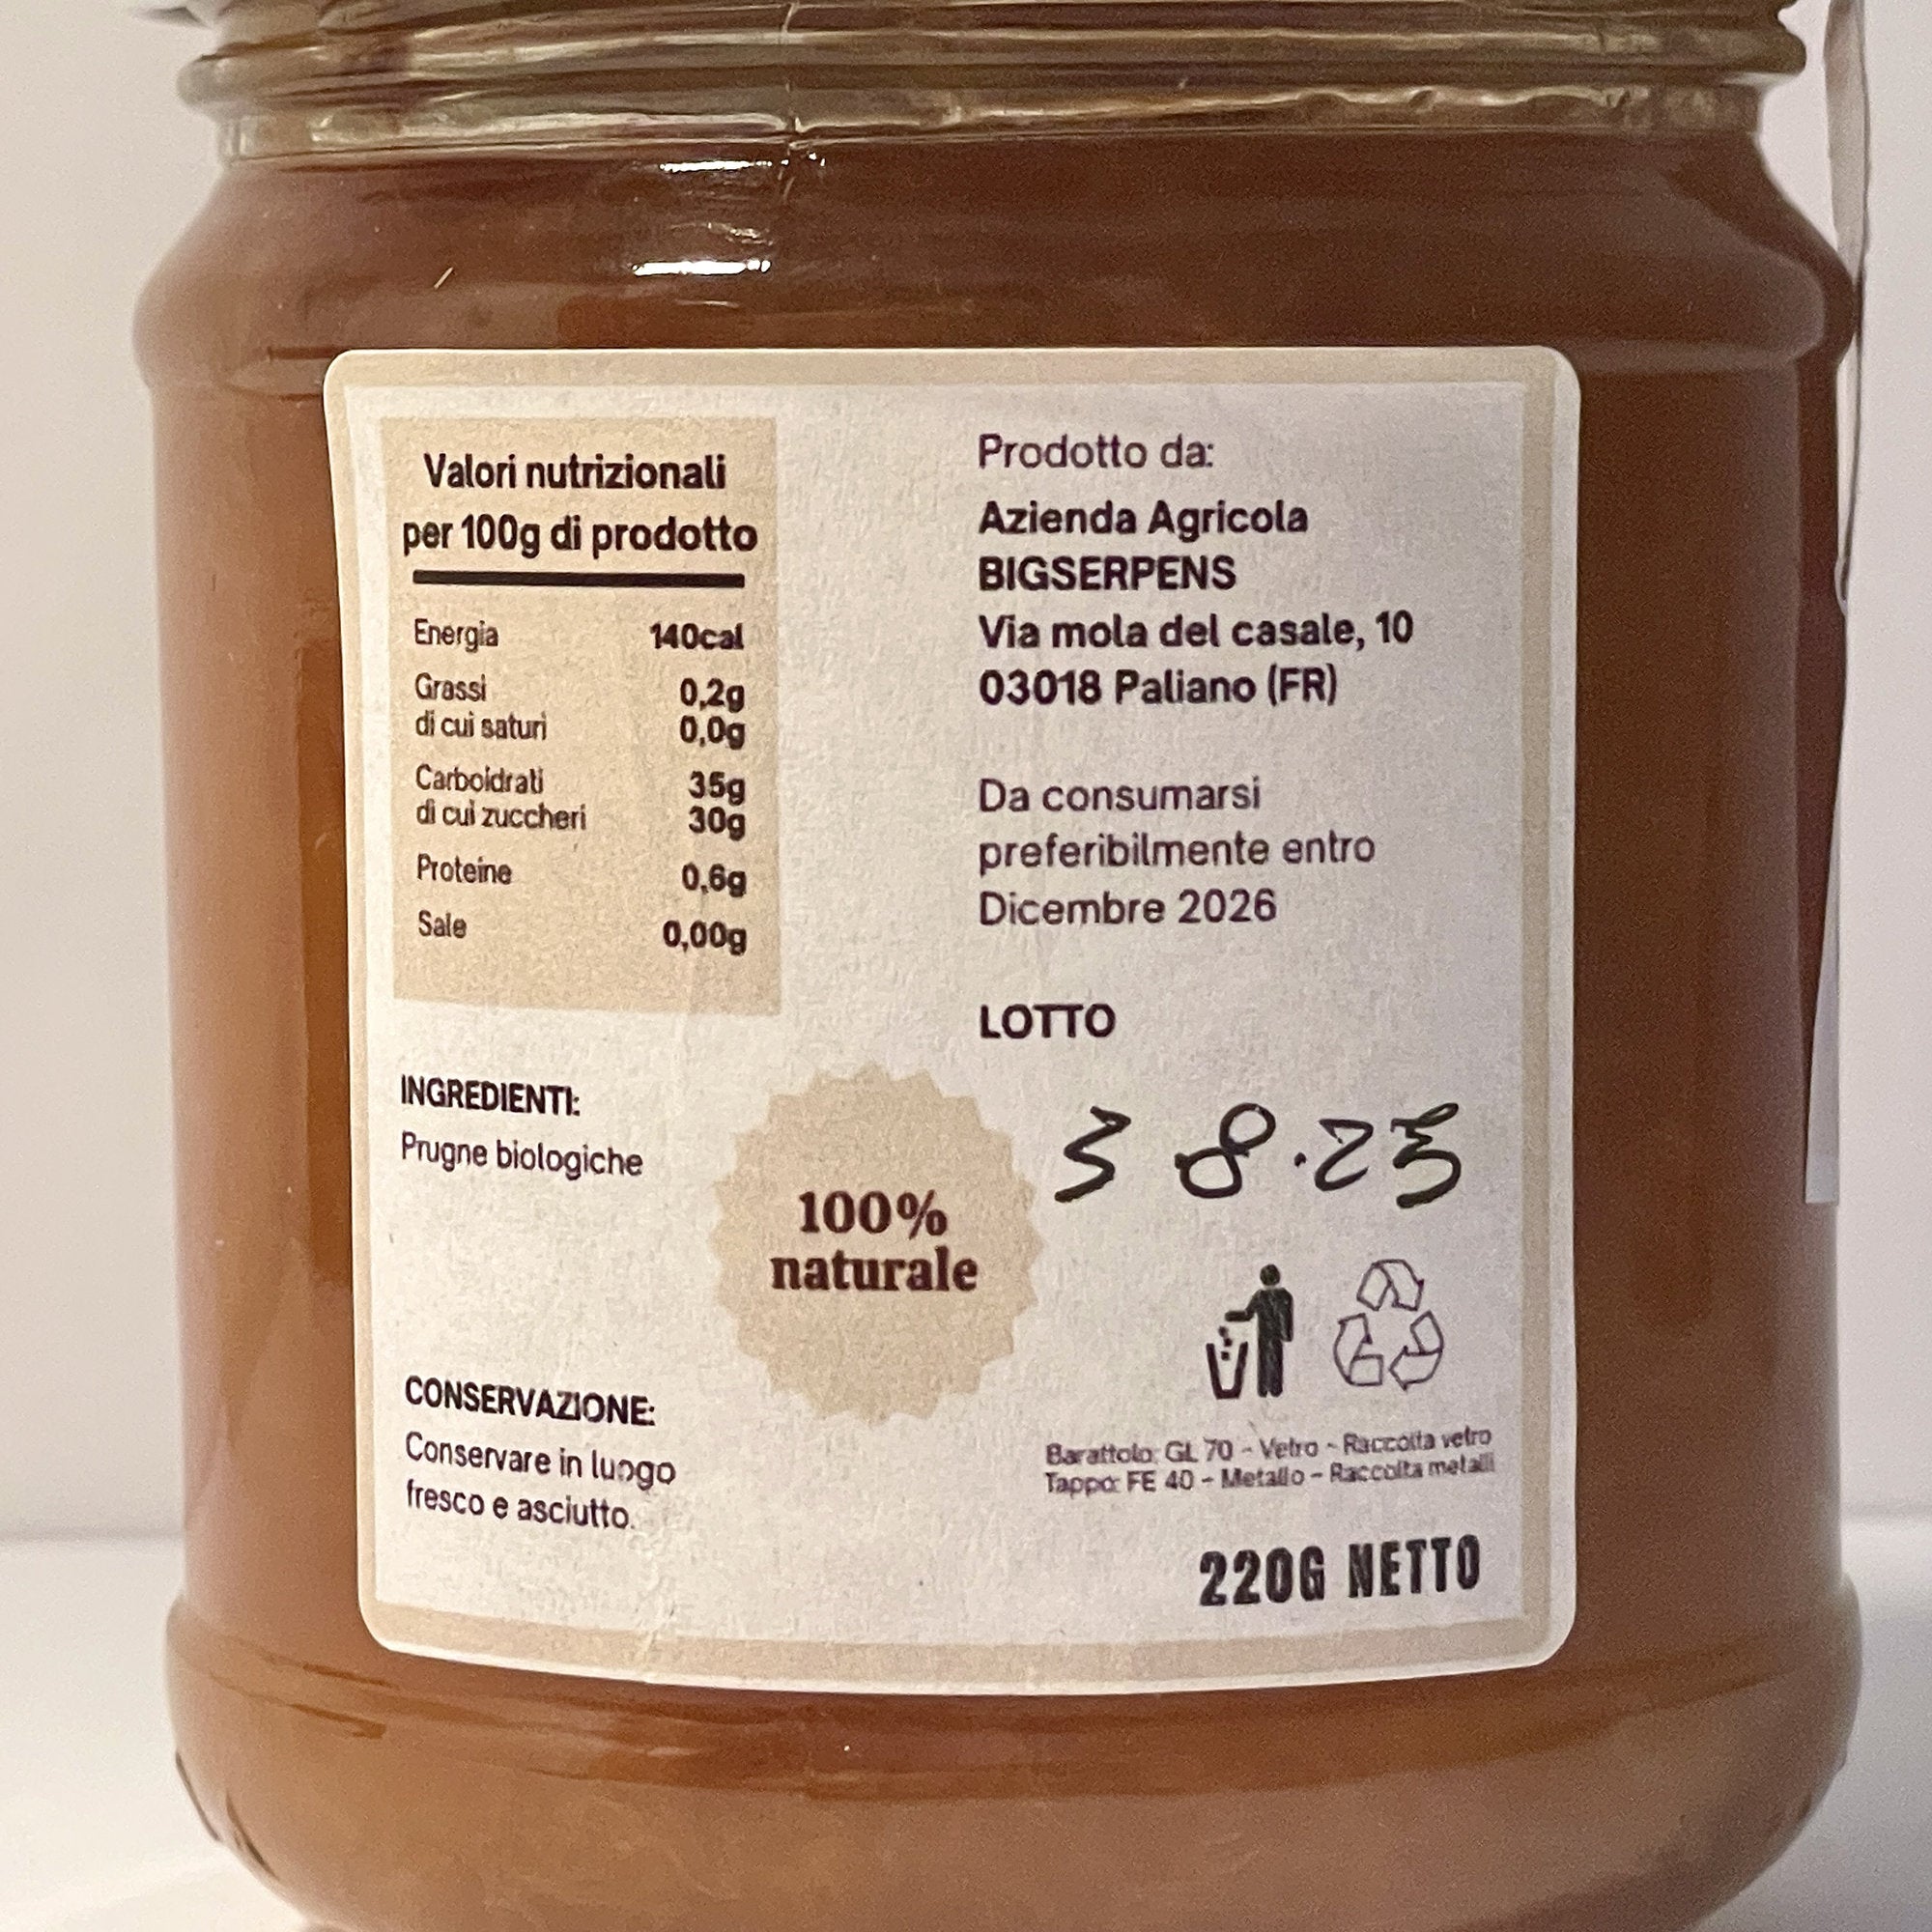 Valori nutrizionali
per 100g di prodotto
Energia 140cal
Grassi 0,2g
di cui saturi 0,0g
Carboidrati 35g
di cui zuccheri 30g
Proteine 0,6g
Sale 0,00g
INGREDIENTI:
Prugne biologiche
CONSERVAZIONE:
Conservare in luogo
fresco e asciutto.
100%
naturale
Prodotto da:
Azienda Agricola
BIGSERPENS
Via mola del casale, 10
03018 Paliano (FR)
Da consumarsi
preferibilmente entro
Dicembre 2026
LOTTO
3 8.23
Barattolo: GL 70 - Vetro - Raccolta vetro
Tappo: FE 40 - Metallo - Raccolta metalli
220G NETTO